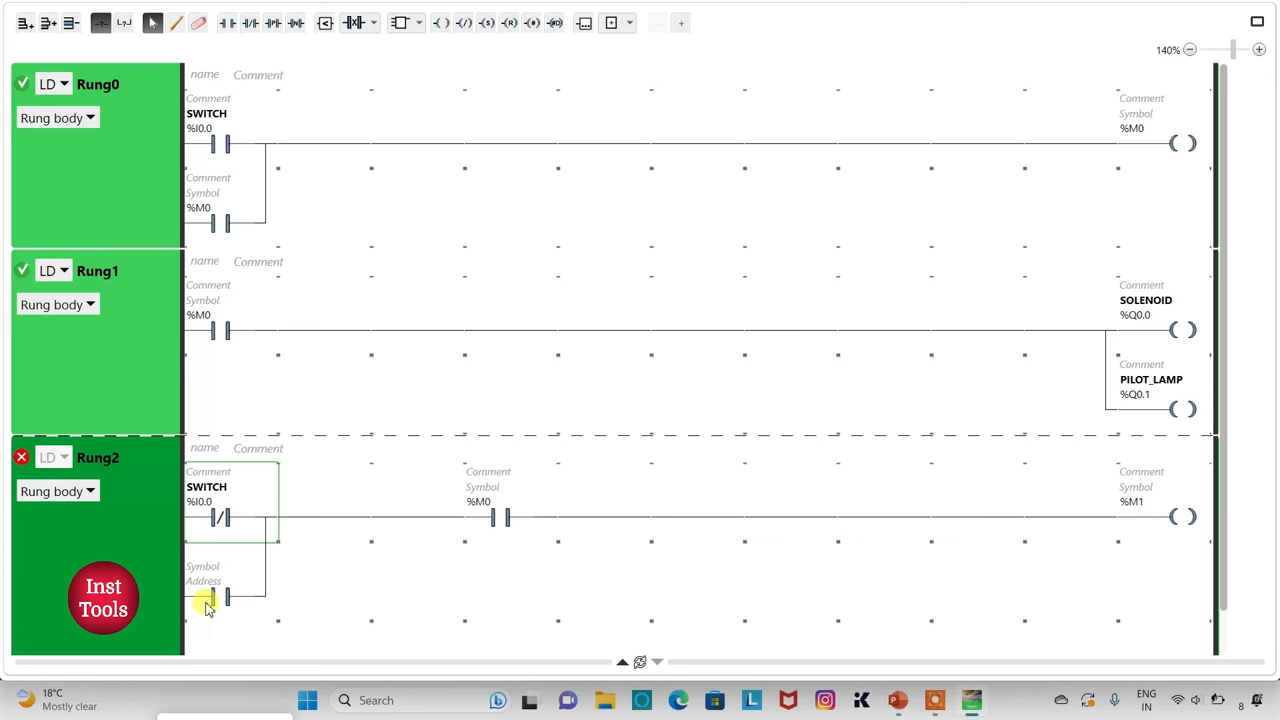 140%
LD Rung0
name Comment
Comment
SWITCH
%I0.0
Comment
Symbol
%M0
Rung body
Comment
Symbol
%M0
LD Rung1
name Comment
Comment
Symbol
%M0
Comment
SOLENOID
%Q0.0
Rung body
Comment
PILOT_LAMP
%Q0.1
LD Rung2
name Comment
Comment
SWITCH
%I0.0
Comment
Symbol
%M0
Comment
Symbol
%M1
Rung body
Symbol
Address
Inst
Tools
18°C
Mostly clear
Search
ENG
IN
8